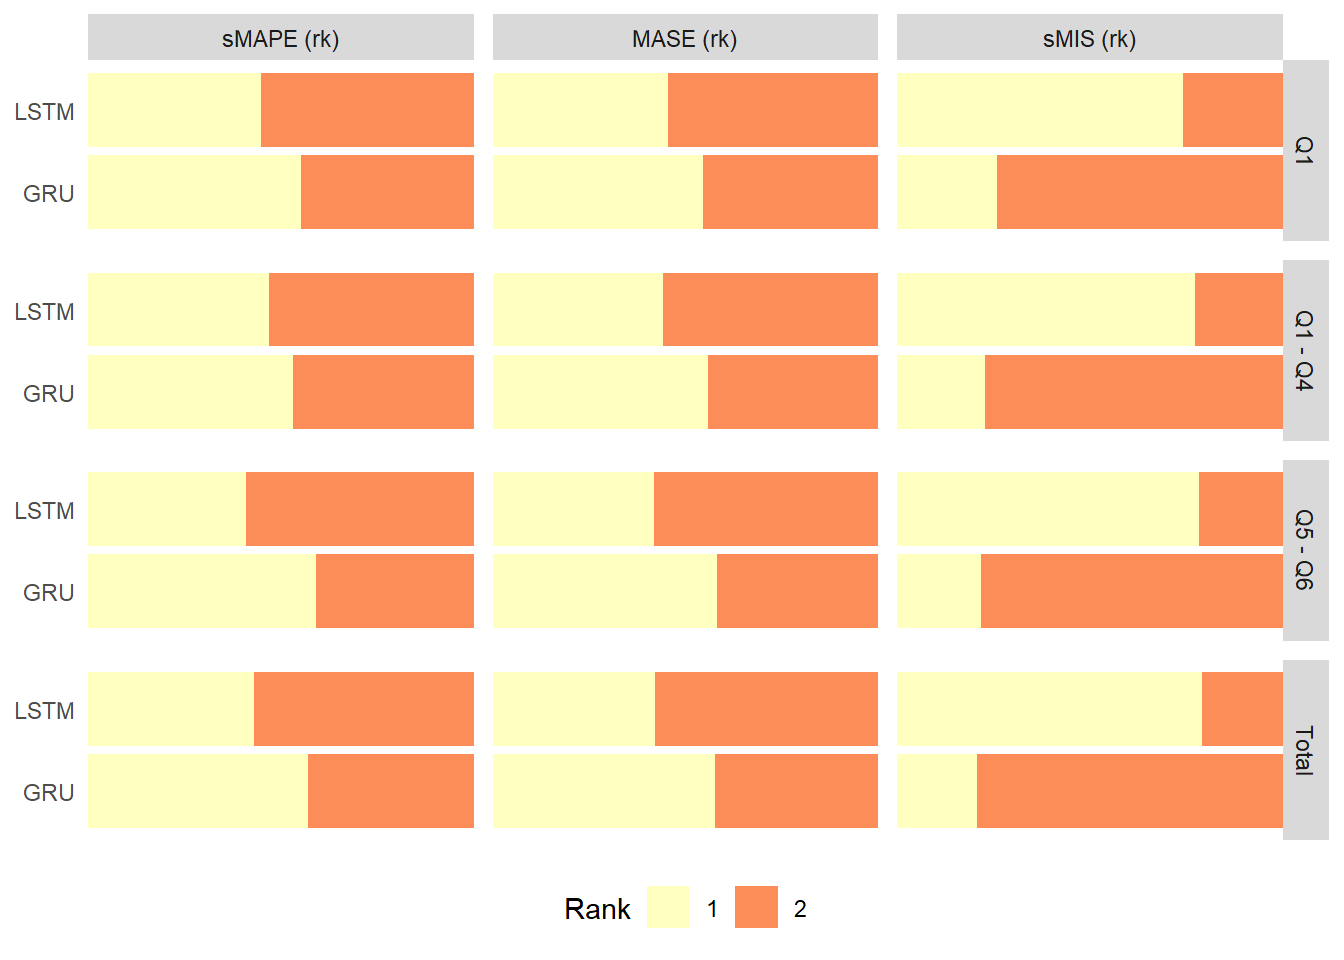 sMAPE (rk) MASE (rk) sMIS (rk)
LSTM
GRU
Q1
LSTM
GRU
Q1 - Q4
LSTM
GRU
Q5 - Q6
LSTM
GRU
Total
Rank 1 2